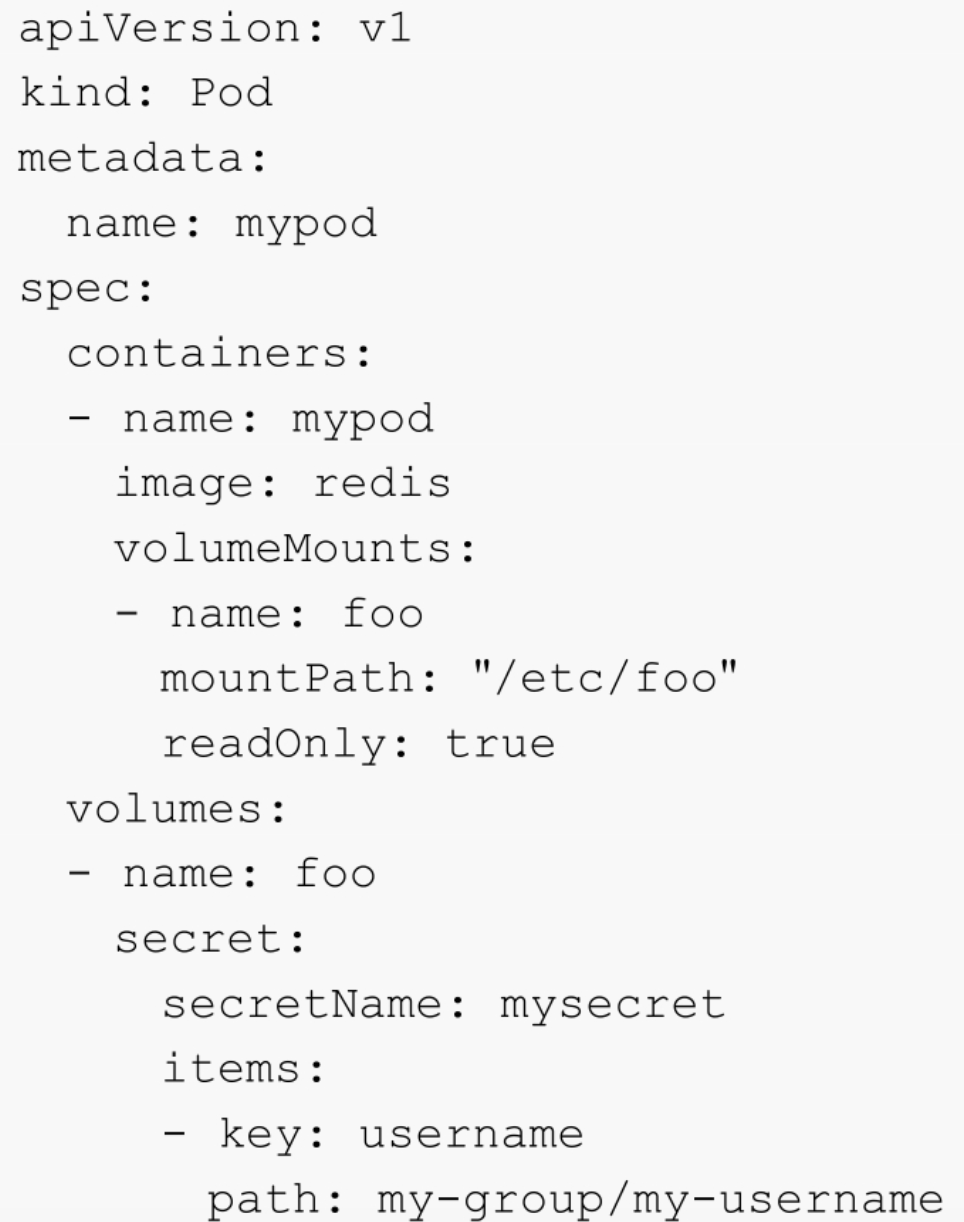 apiVersion: v1
kind: Pod
metadata:
  name: mypod
spec:
  containers:
  - name: mypod
    image: redis
    volumeMounts:
    - name: foo
      mountPath: "/etc/foo"
      readOnly: true
  volumes:
  - name: foo
    secret:
      secretName: mysecret
      items:
      - key: username
        path: my-group/my-username